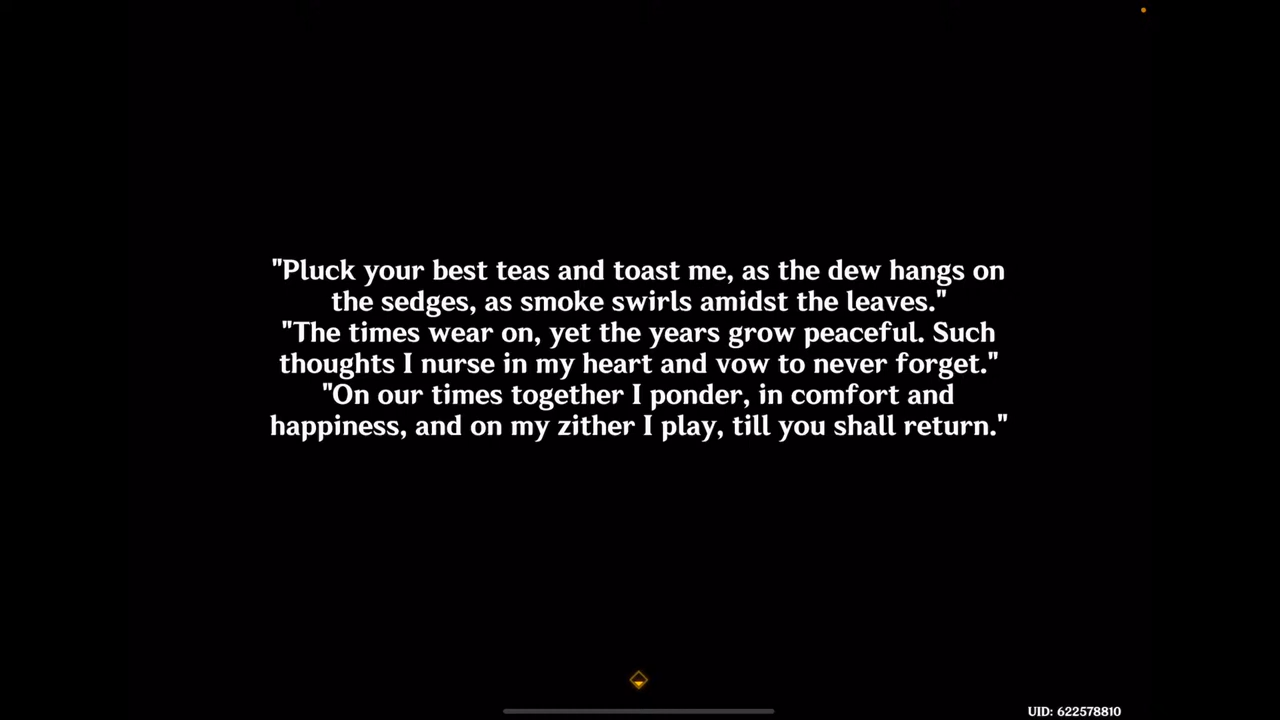 "Pluck your best teas and toast me, as the dew hangs on
the sedges, as smoke swirls amidst the leaves."
"The times wear on, yet the years grow peaceful. Such
thoughts I nurse in my heart and vow to never forget."
"On our times together I ponder, in comfort and
happiness, and on my zither I play, till you shall return."
UID: 622578810